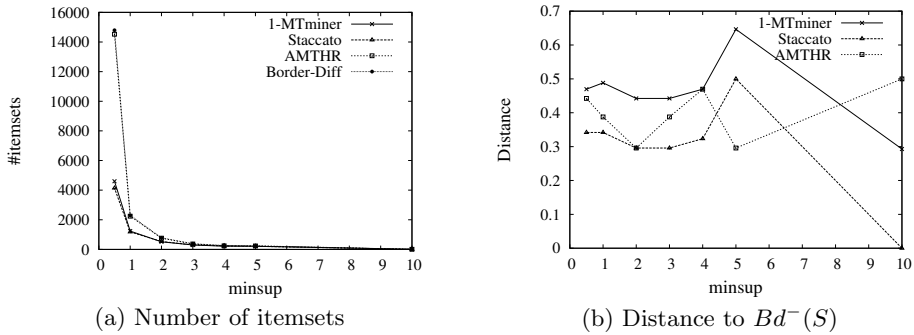 1-MTminer
Staccato
AMTHR
Border-Diff
#itemsets
16000
14000
12000
10000
8000
6000
4000
2000
0
0 1 2 3 4 5 6 7 8 9 10
minsup
(a) Number of itemsets
1-MTminer
Staccato
AMTHR
Distance
0.7
0.6
0.5
0.4
0.3
0.2
0.1
0
0 1 2 3 4 5 6 7 8 9 10
minsup
(b) Distance to Bd⁻(S)